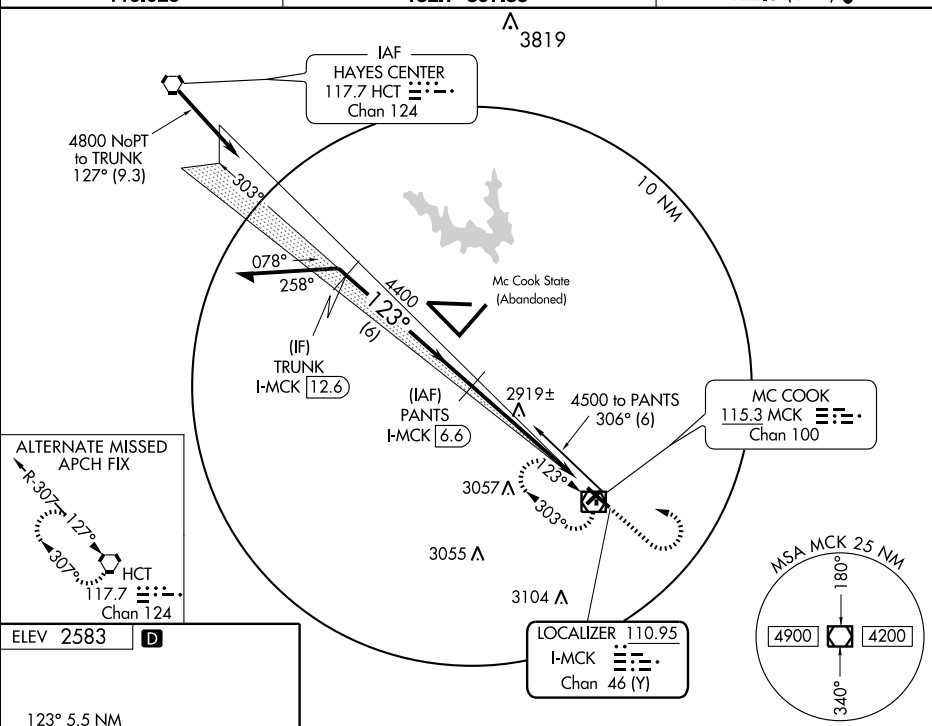 3819
IAF
HAYES CENTER
117.7 HCT
Chan 124
4800 NoPT
to TRUNK
127° (9.3)
303°
10 NM
078°
258°
4400
123°
(6)
Mc Cook State
(Abandoned)
(IF)
TRUNK
I-MCK 12.6
(IAF)
PANTS
I-MCK 6.6
2919±
4500 to PANTS
306° (6)
MC COOK
115.3 MCK
Chan 100
3057
123°
303°
3055
3104
ALTERNATE MISSED
APCH FIX
R-307
127°
307°
HCT
117.7
Chan 124
LOCALIZER 110.95
I-MCK
Chan 46 (Y)
MSA MCK 25 NM
180°
4900
4200
340°
ELEV 2583 D
123° 5.5 NM